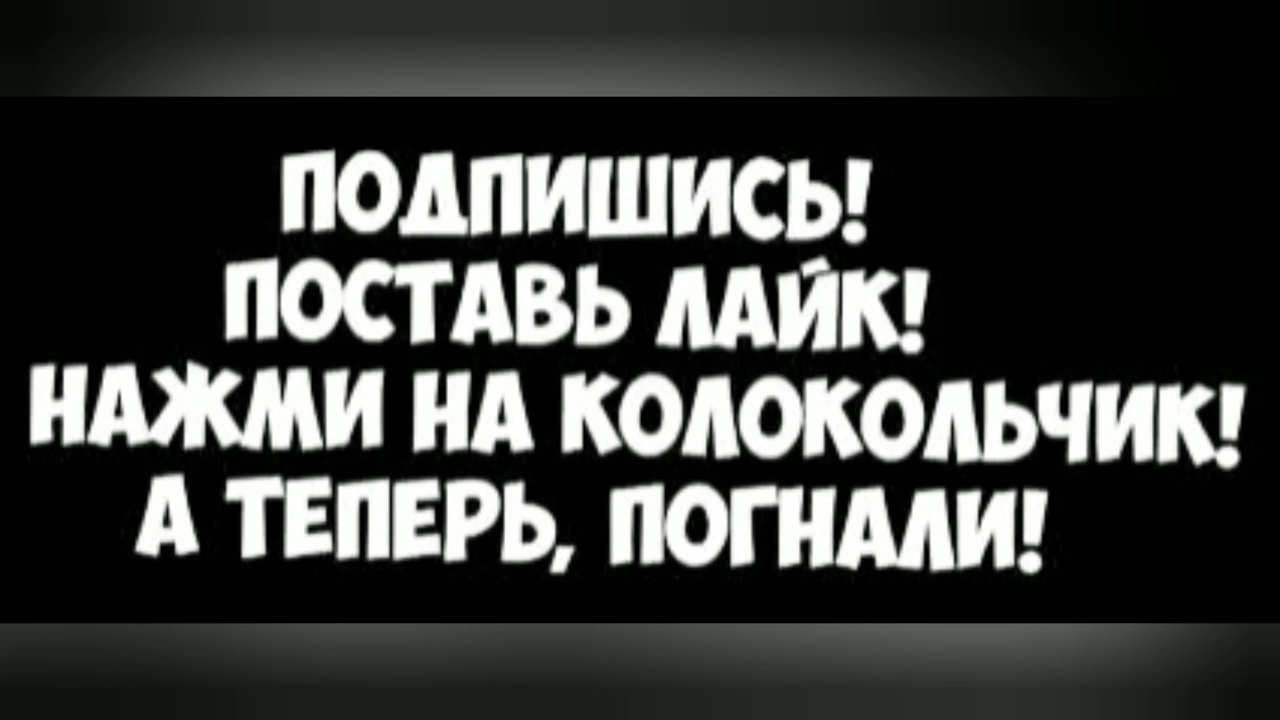 ПОДПИШИСЬ!
ПОСТАВЬ ЛАЙК!
НАЖМИ НА КОЛОКОЛЬЧИК!
А ТЕПЕРЬ, ПОГНАЛИ!